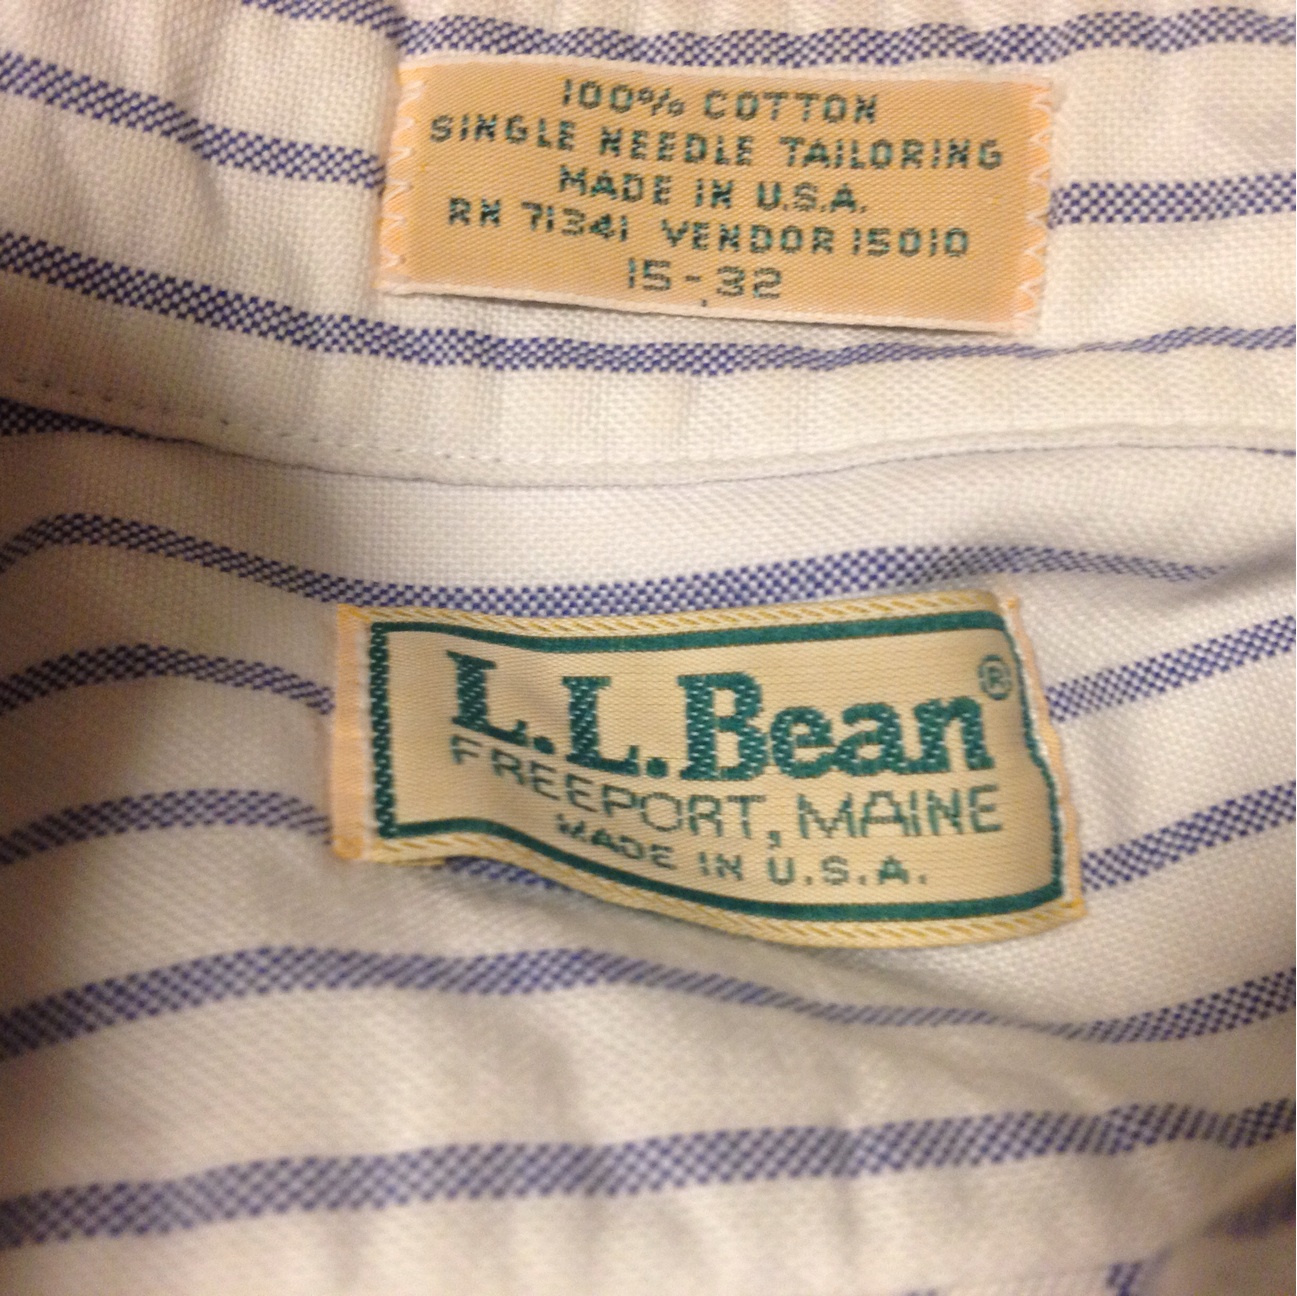 100% COTTON
SINGLE NEEDLE TAILORING
MADE IN U.S.A.
RN 71341 VENDOR 15010
15-32
L.L.Bean®
FREEPORT, MAINE
MADE IN U.S.A.